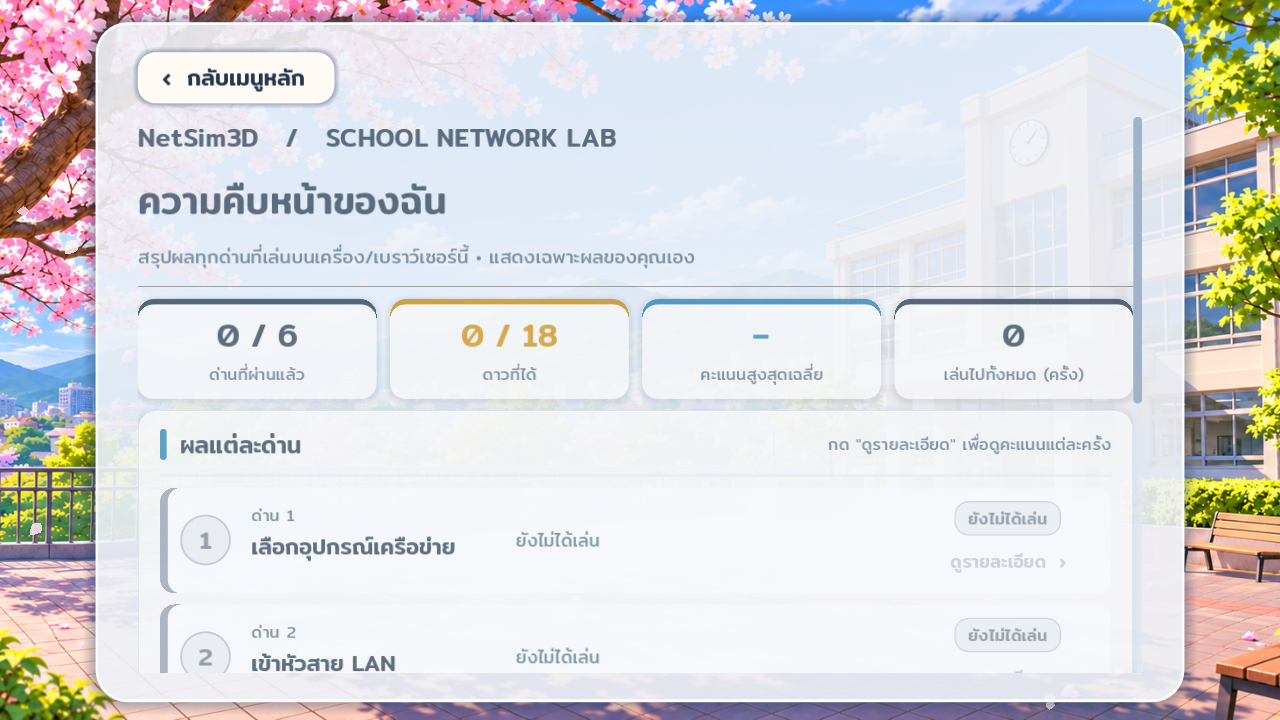 ‹ กลับเมนูหลัก
NetSim3D / SCHOOL NETWORK LAB
ความคืบหน้าของฉัน
สรุปผลทุกด่านที่เล่นบนเครื่อง/เบราว์เซอร์นี้ • แสดงเฉพาะผลของคุณเอง
0 / 6
ด่านที่ผ่านแล้ว
0 / 18
ดาวที่ได้
–
คะแนนสูงสุดเฉลี่ย
0
เล่นไปทั้งหมด (ครั้ง)
ผลแต่ละด่าน
กด "ดูรายละเอียด" เพื่อดูคะแนนแต่ละครั้ง
1
ด่าน 1
เลือกอุปกรณ์เครือข่าย
ยังไม่ได้เล่น
ยังไม่ได้เล่น
ดูรายละเอียด ›
2
ด่าน 2
เข้าหัวสาย LAN
ยังไม่ได้เล่น
ยังไม่ได้เล่น